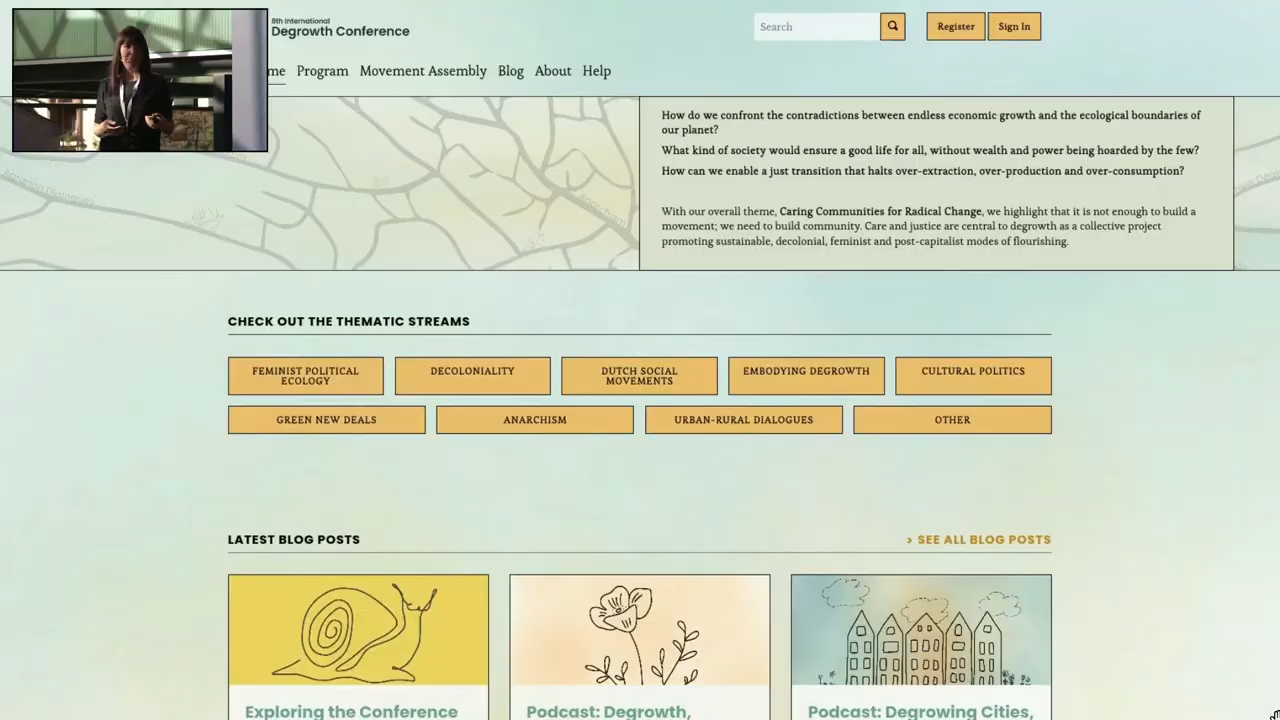 8th International
Degrowth Conference
Search
Register
Sign In
me
Program
Movement Assembly
Blog
About
Help
How do we confront the contradictions between endless economic growth and the ecological boundaries of
our planet?
What kind of society would ensure a good life for all, without wealth and power being hoarded by the few?
How can we enable a just transition that halts over-extraction, over-production and over-consumption?
With our overall theme, Caring Communities for Radical Change, we highlight that it is not enough to build a
movement; we need to build community. Care and justice are central to degrowth as a collective project
promoting sustainable, decolonial, feminist and post-capitalist modes of flourishing.
CHECK OUT THE THEMATIC STREAMS
FEMINIST POLITICAL
ECOLOGY
DECOLONIALITY
DUTCH SOCIAL
MOVEMENTS
EMBODYING DEGROWTH
CULTURAL POLITICS
GREEN NEW DEALS
ANARCHISM
URBAN-RURAL DIALOGUES
OTHER
LATEST BLOG POSTS
> SEE ALL BLOG POSTS
Exploring the Conference
Podcast: Degrowth,
Podcast: Degrowing Cities,